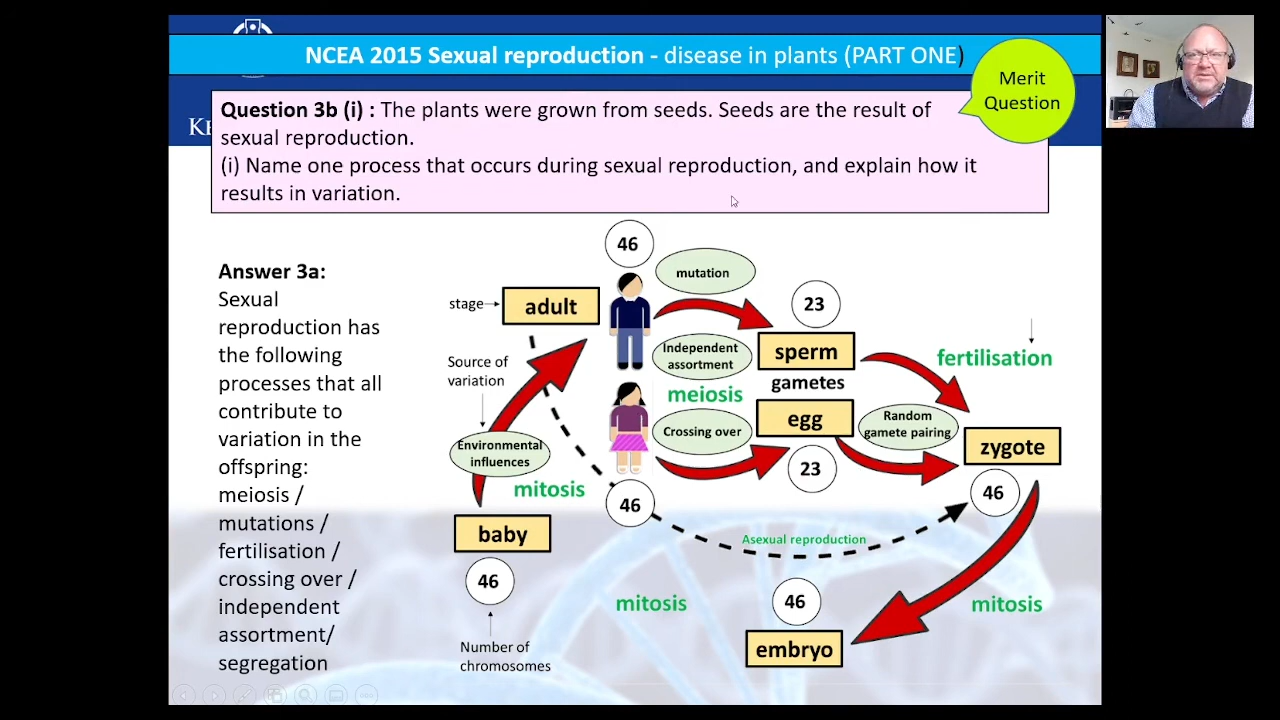 NCEA 2015 Sexual reproduction - disease in plants (PART ONE)
Merit
Question
Question 3b (i) : The plants were grown from seeds. Seeds are the result of
sexual reproduction.
(i) Name one process that occurs during sexual reproduction, and explain how it
results in variation.
Answer 3a:
Sexual
reproduction has
the following
processes that all
contribute to
variation in the
offspring:
meiosis /
mutations /
fertilisation /
crossing over /
independent
assortment/
segregation
46
mutation
stage
adult
23
Independent
assortment
sperm
fertilisation
Source of
variation
gametes
meiosis
egg
Crossing over
Random
gamete pairing
Environmental
influences
zygote
23
mitosis
46
46
baby
Asexual reproduction
46
mitosis
46
mitosis
embryo
Number of
chromosomes